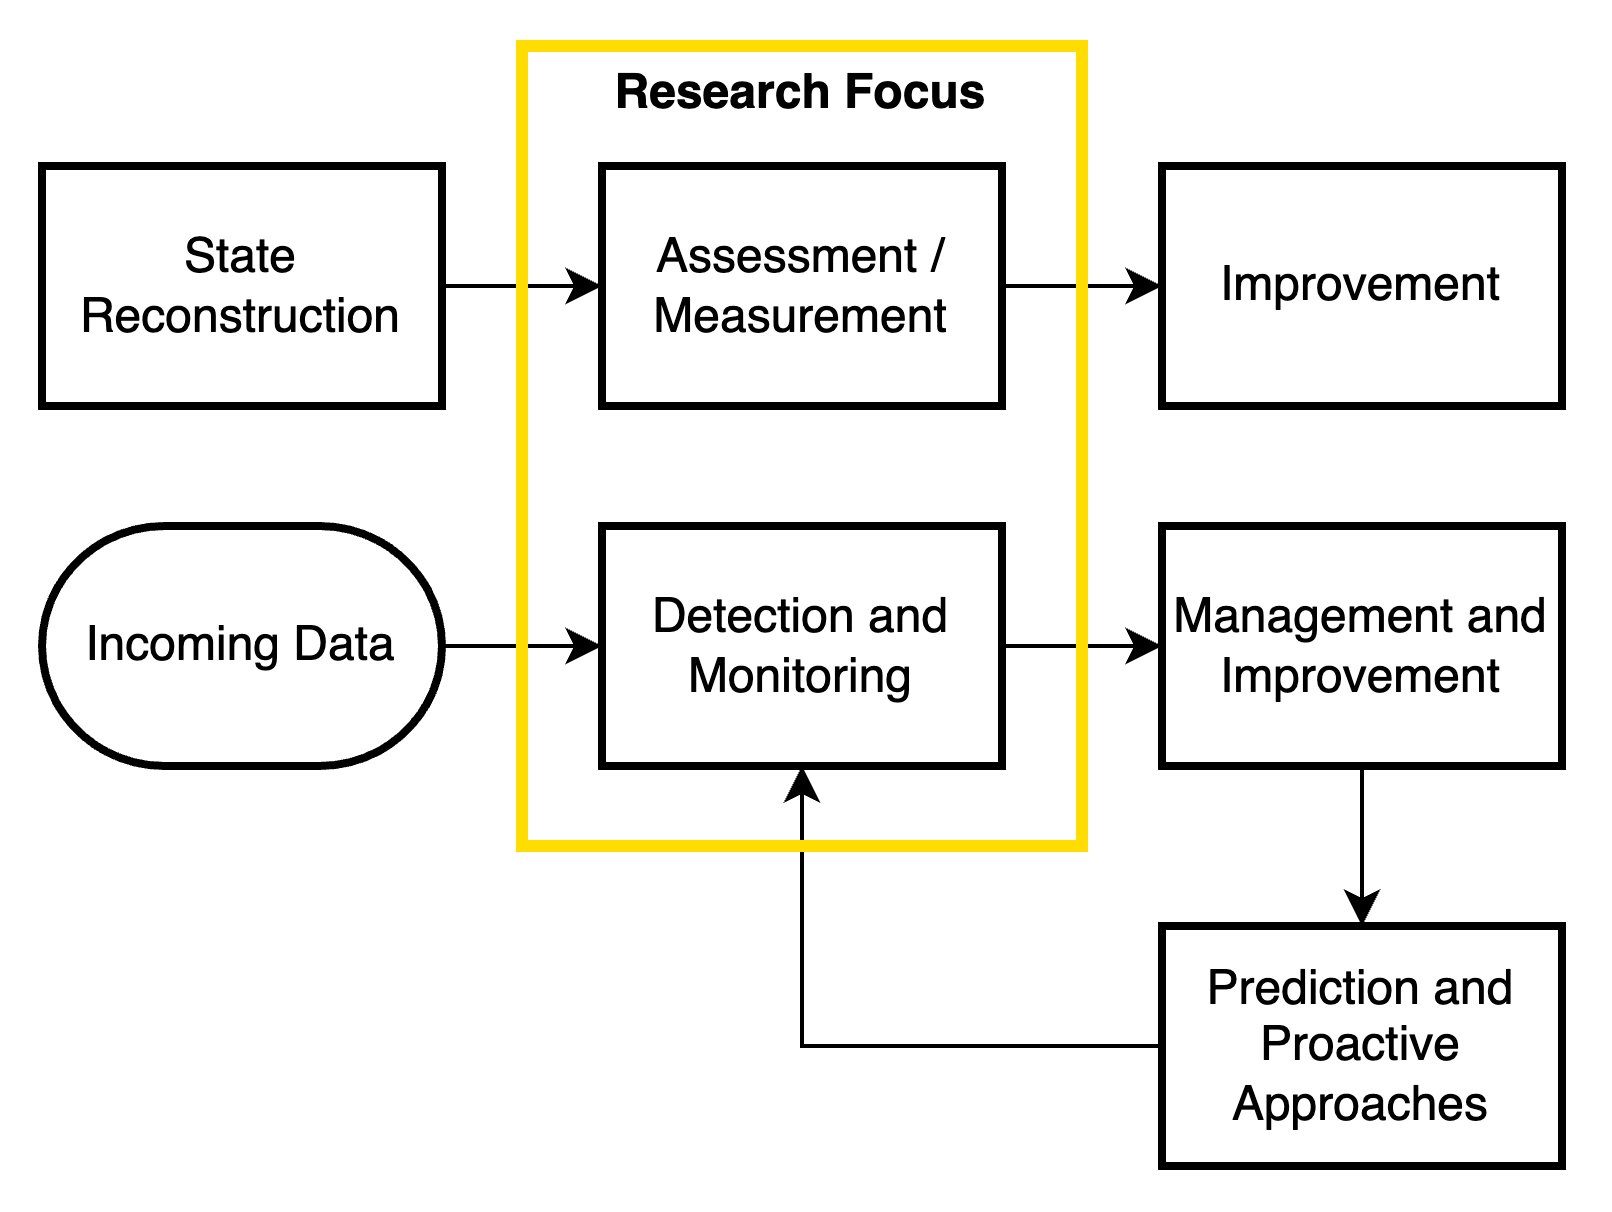 Research Focus
State
Reconstruction
Assessment /
Measurement
Improvement
Incoming Data
Detection and
Monitoring
Management and
Improvement
Prediction and
Proactive
Approaches